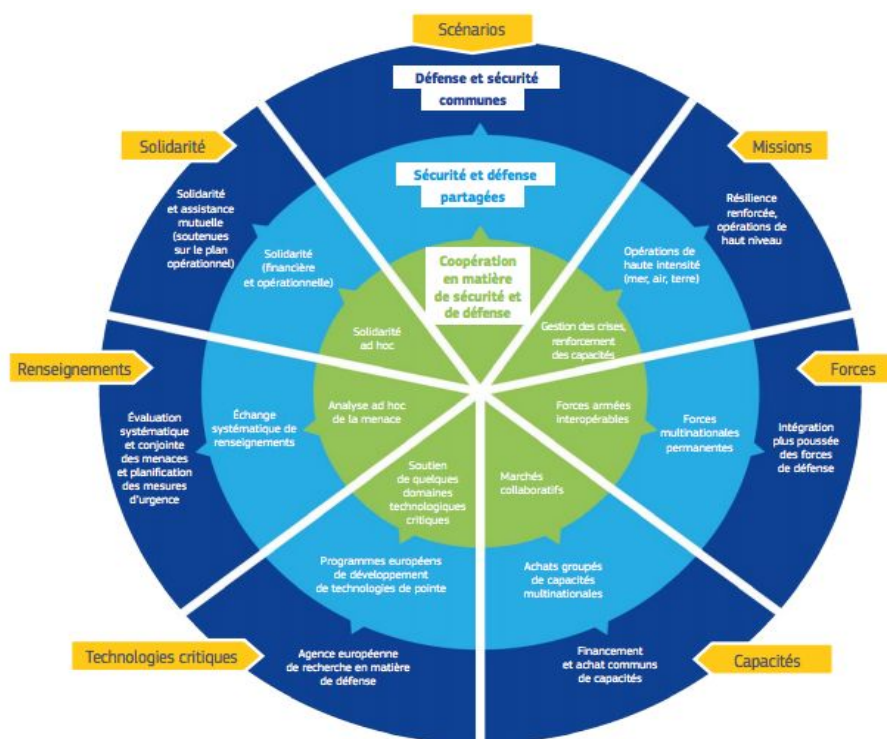 Scénarios
Défense et sécurité
communes
Sécurité et défense
partagées
Coopération
en matière
de sécurité et
de défense
Missions
Résilience
renforcée,
opérations de
haut niveau
Opérations de
haute intensité
(mer, air, terre)
Gestion des crises,
renforcement
des capacités
Forces
Intégration
plus poussée
des forces
de défense
Forces
multinationales
permanentes
Forces armées
interopérables
Capacités
Financement
et achat communs
de capacités
Achats groupés
de capacités
multinationales
Marchés
collaboratifs
Technologies critiques
Agence européenne
de recherche en matière
de défense
Programmes européens
de développement
de technologies de pointe
Soutien
de quelques
domaines
technologiques
critiques
Renseignements
Évaluation
systématique
et conjointe
des menaces
et planification
des mesures
d'urgence
Échange
systématique de
renseignements
Analyse ad hoc
de la menace
Solidarité
Solidarité
et assistance
mutuelle
(soutenues
sur le plan
opérationnel)
Solidarité
(financière
et opérationnelle)
Solidarité
ad hoc